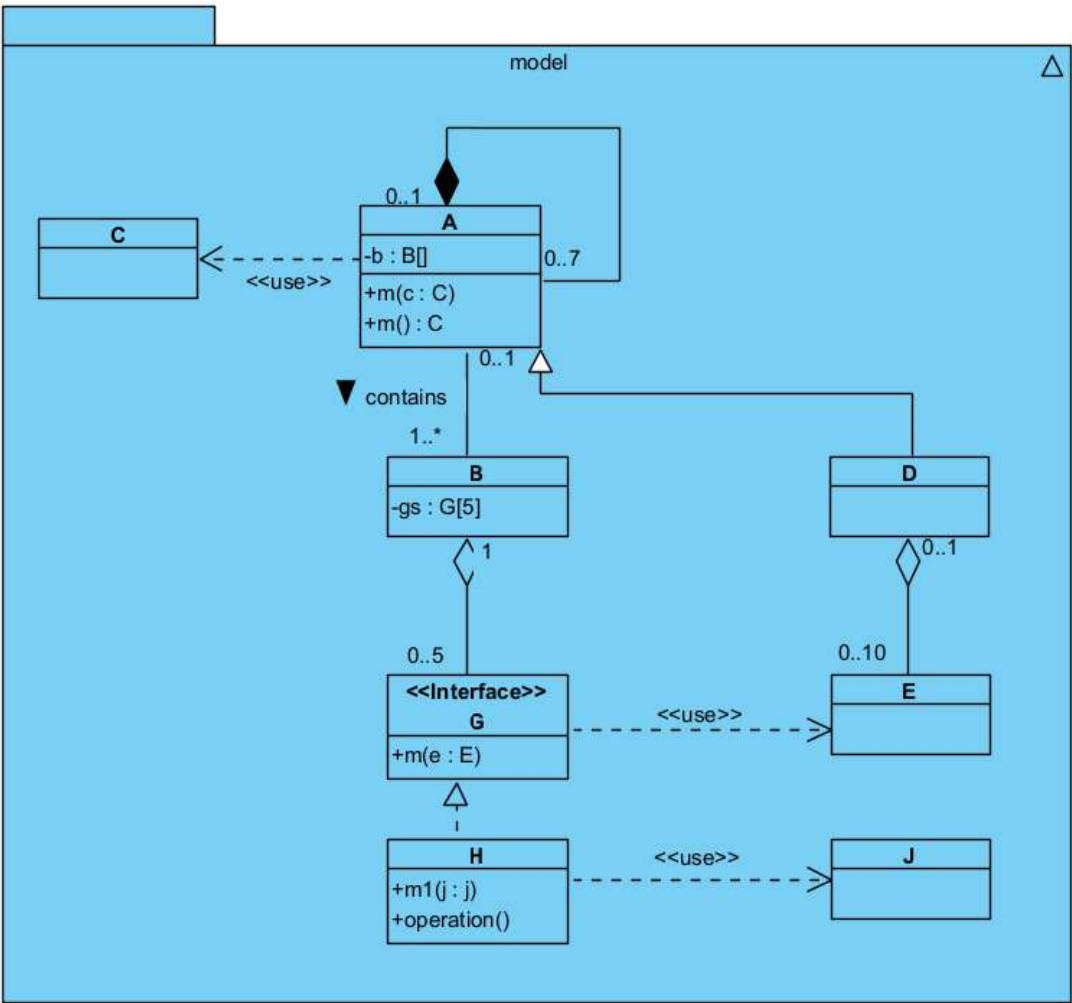 model
0..1
A
-b : B[]
+m(c : C)
+m() : C
0..7
C
<<use>>
0..1
contains
1..*
B
-gs : G[5]
1
D
0..1
0..5
0..10
<<Interface>>
G
+m(e : E)
<<use>>
E
H
+m1(j : j)
+operation()
<<use>>
J